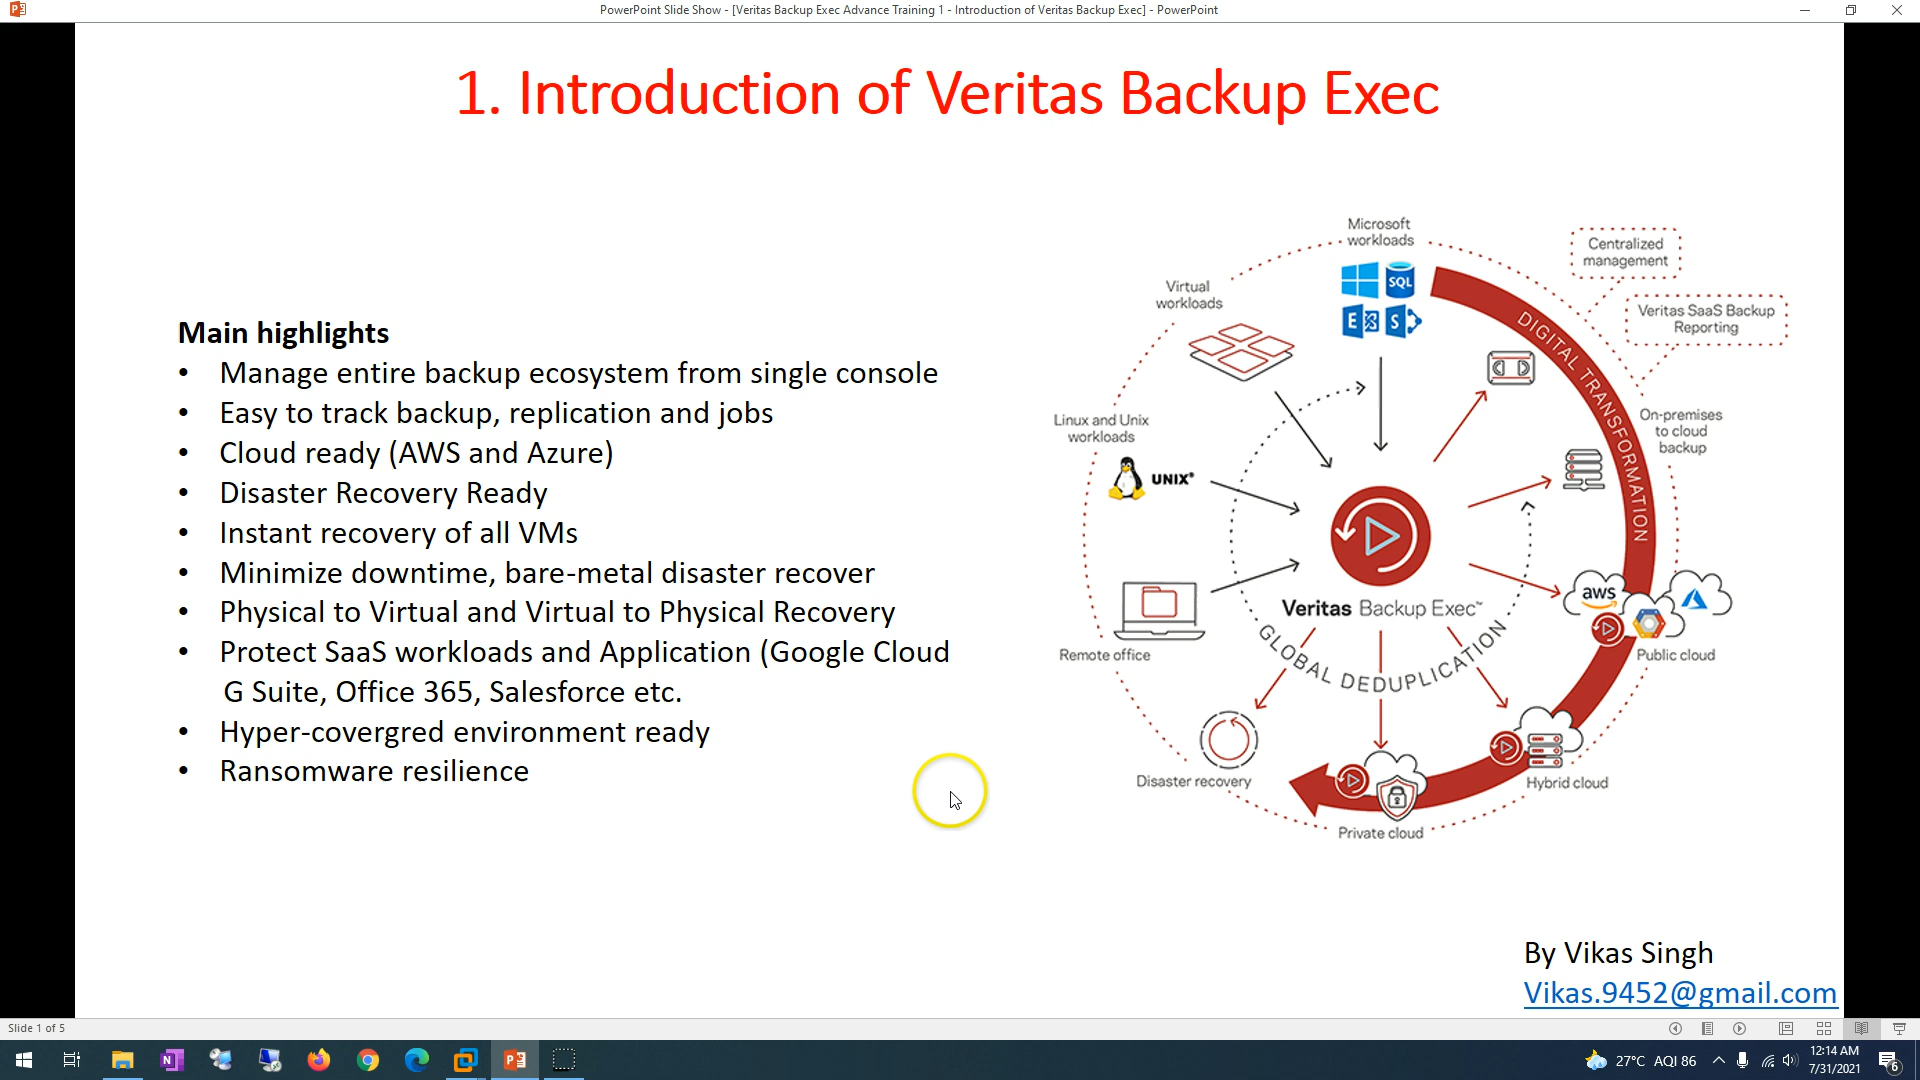 PowerPoint Slide Show - [Veritas Backup Exec Advance Training 1 - Introduction of Veritas Backup Exec] - PowerPoint
1. Introduction of Veritas Backup Exec
Main highlights
• Manage entire backup ecosystem from single console
• Easy to track backup, replication and jobs
• Cloud ready (AWS and Azure)
• Disaster Recovery Ready
• Instant recovery of all VMs
• Minimize downtime, bare-metal disaster recover
• Physical to Virtual and Virtual to Physical Recovery
• Protect SaaS workloads and Application (Google Cloud
G Suite, Office 365, Salesforce etc.
• Hyper-covergred environment ready
• Ransomware resilience
Microsoft
workloads
SQL
E
S
Virtual
workloads
Linux and Unix
workloads
UNIX®
Remote office
Centralized
management
Veritas SaaS Backup
Reporting
DIGITAL TRANSFORMATION
On-premises
to cloud
backup
Veritas Backup Exec™
GLOBAL DEDUPLICATION
aws
Public cloud
Hybrid cloud
Private cloud
Disaster recovery
By Vikas Singh
Vikas.9452@gmail.com
Slide 1 of 5
27°C AQI 86
12:14 AM
7/31/2021
6